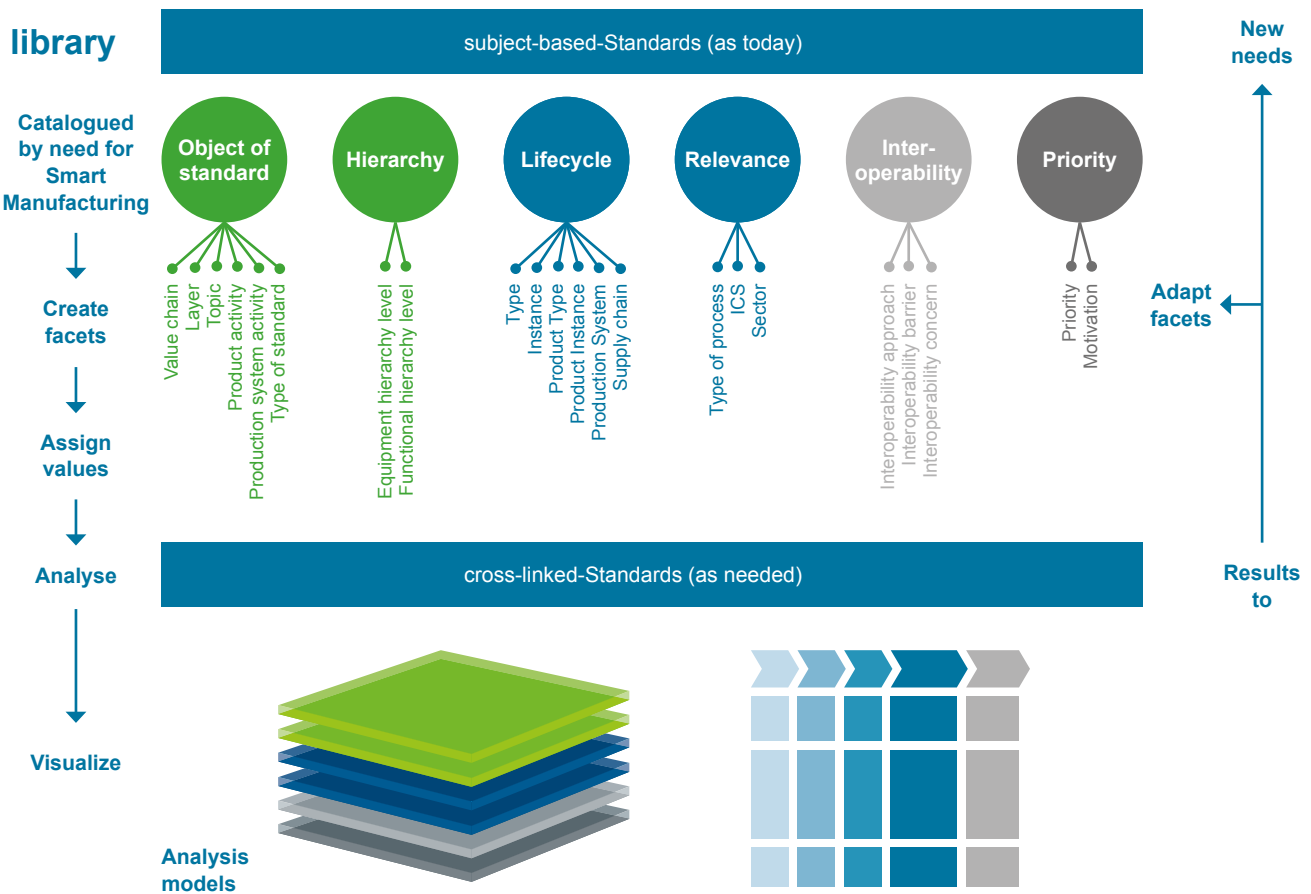 library
subject-based-Standards (as today)
New
needs
Catalogued
by need for
Smart
Manufacturing
Object of
standard
Hierarchy
Lifecycle
Relevance
Inter-
operability
Priority
Value chain
Layer
Topic
Product activity
Production system activity
Type of standard
Equipment hierarchy level
Functional hierarchy level
Type
Instance
Product Type
Product Instance
Production System
Supply chain
Type of process
ICS
Sector
Interoperability approach
Interoperability barrier
Interoperability concern
Priority
Motivation
Create
facets
Adapt
facets
Assign
values
Analyse
cross-linked-Standards (as needed)
Results
to
Visualize
Analysis
models